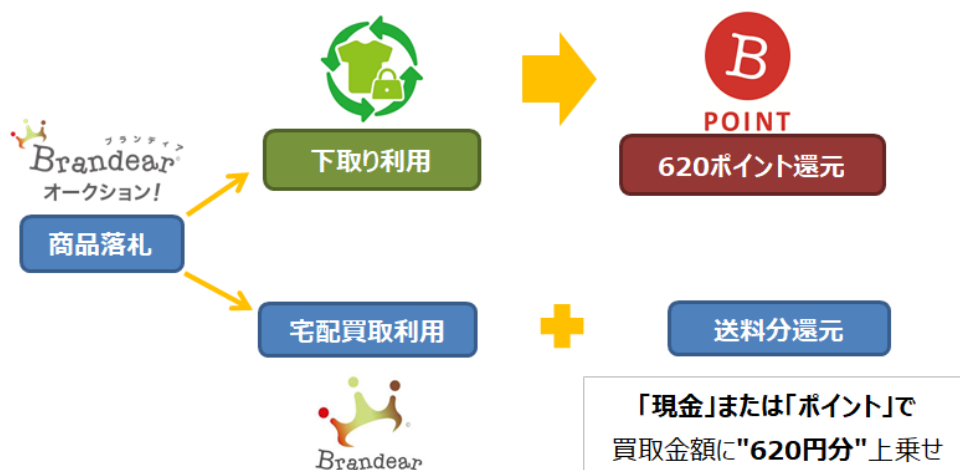 ブランディア
Brandear
オークション!
商品落札
下取り利用
B
POINT
620ポイント還元
宅配買取利用
送料分還元
Brandear
「現金」または「ポイント」で
買取金額に"620円分"上乗せ